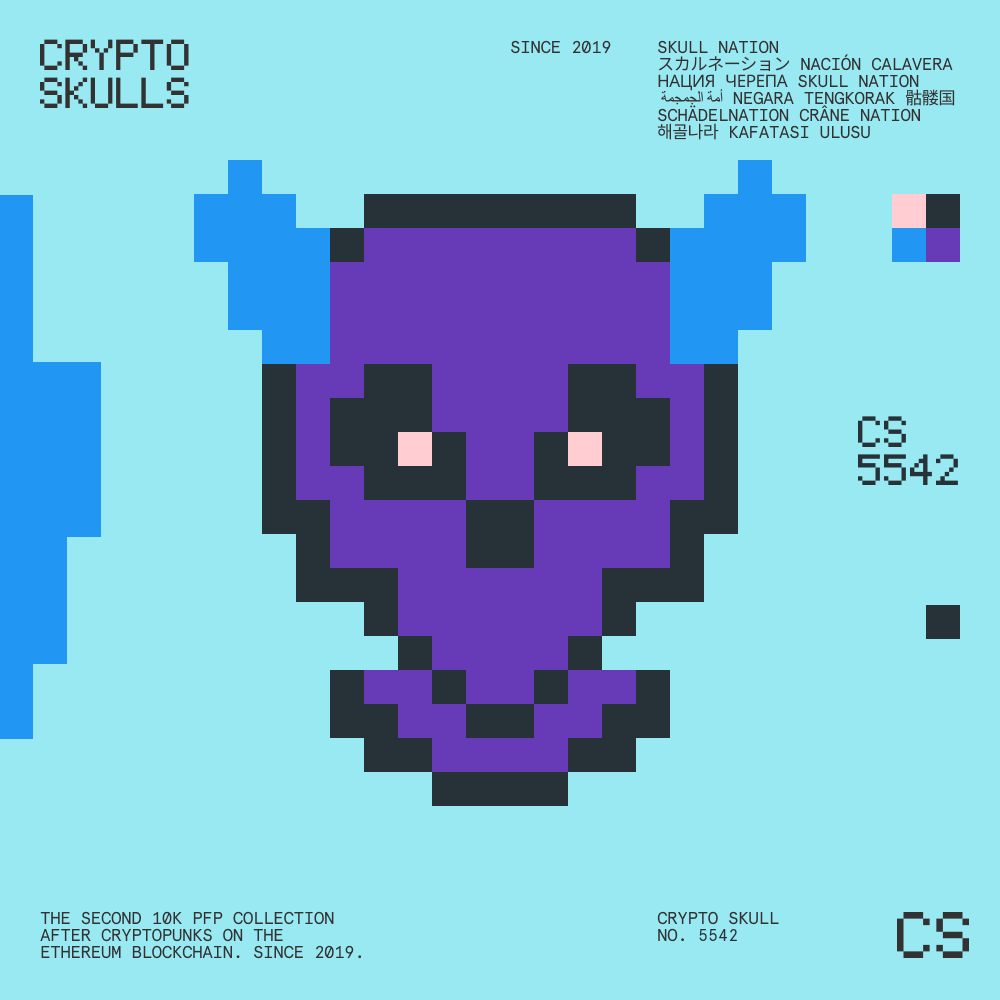 CRYPTO
SKULLS
SINCE 2019
SKULL NATION
スカルネーション NACIÓN CALAVERA
НАЦИЯ ЧЕРЕПА SKULL NATION
أمة الجمجمة NEGARA TENGKORAK 骷髅国
SCHÄDELNATION CRÂNE NATION
해골나라 KAFATASI ULUSU
CS
5542
THE SECOND 10K PFP COLLECTION
AFTER CRYPTOPUNKS ON THE
ETHEREUM BLOCKCHAIN. SINCE 2019.
CRYPTO SKULL
NO. 5542
CS